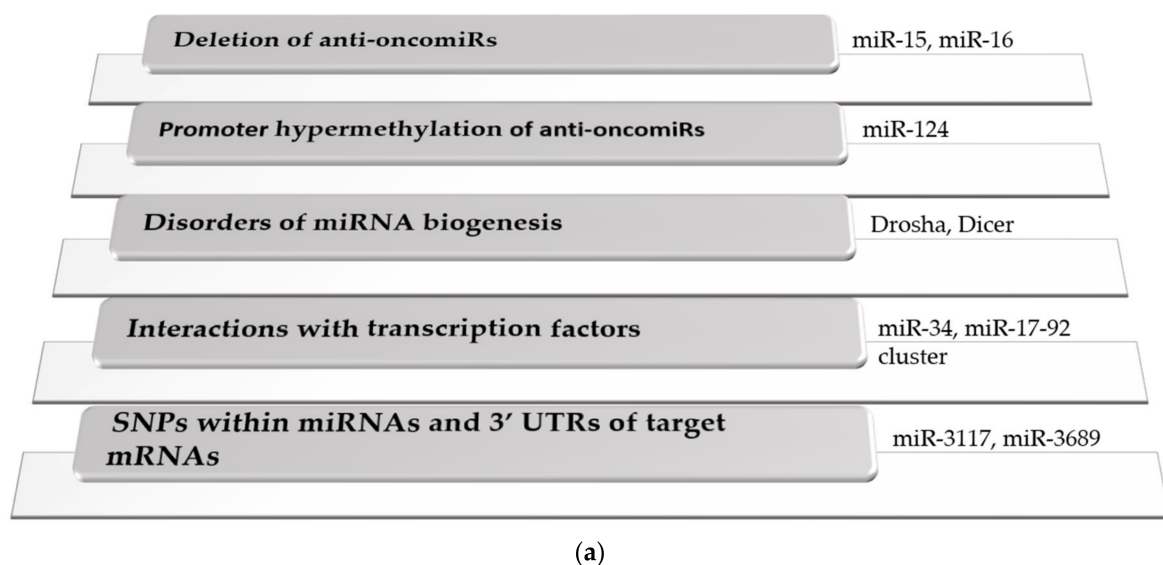 Deletion of anti-oncomiRs
miR-15, miR-16
Promoter hypermethylation of anti-oncomiRs
miR-124
Disorders of miRNA biogenesis
Drosha, Dicer
Interactions with transcription factors
miR-34, miR-17-92
cluster
SNPs within miRNAs and 3’ UTRs of target
mRNAs
miR-3117, miR-3689
(a)